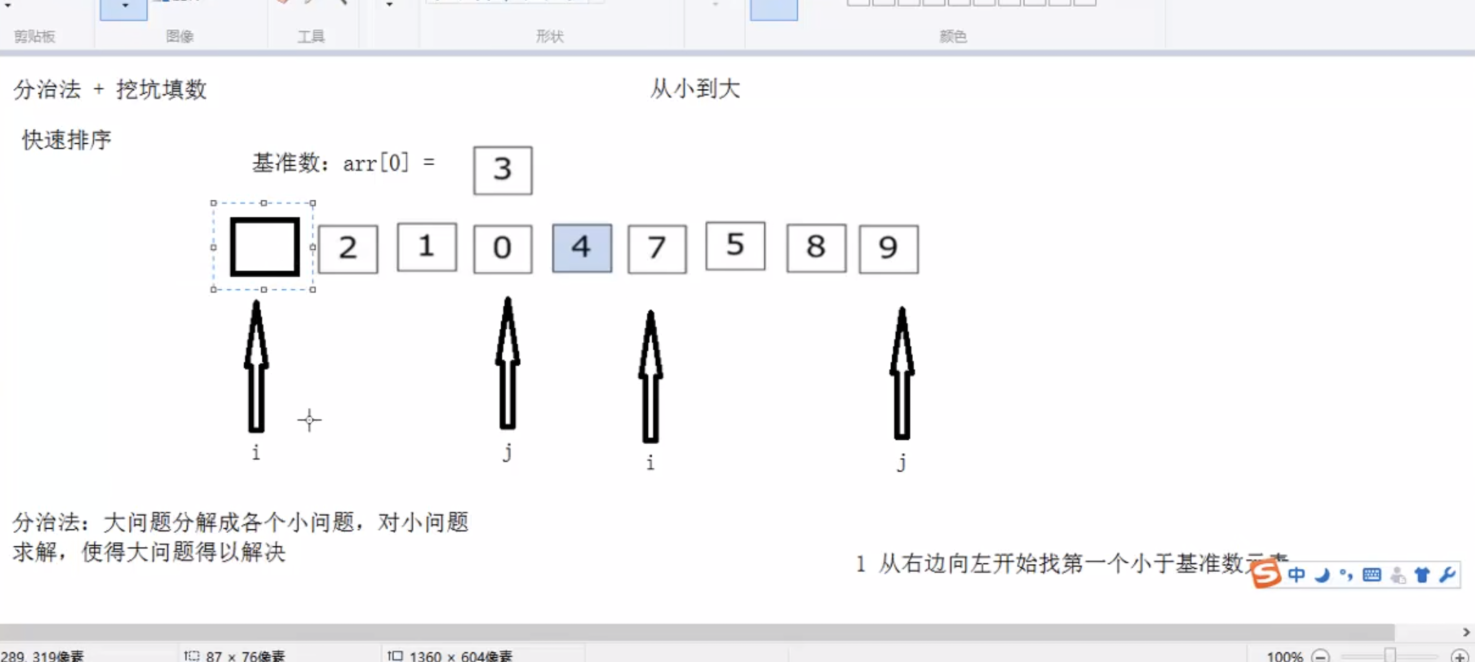 剪贴板 图像 工具 形状 颜色
分治法 + 挖坑填数 从小到大
快速排序
基准数: arr[0] = 3
2 1 0 4 7 5 8 9
i j i j
分治法: 大问题分解成各个小问题, 对小问题
求解, 使得大问题得以解决
1 从右边向左开始找第一个小于基准数元素
中
289, 319像素 87 × 76像素 1360 × 604像素 100%